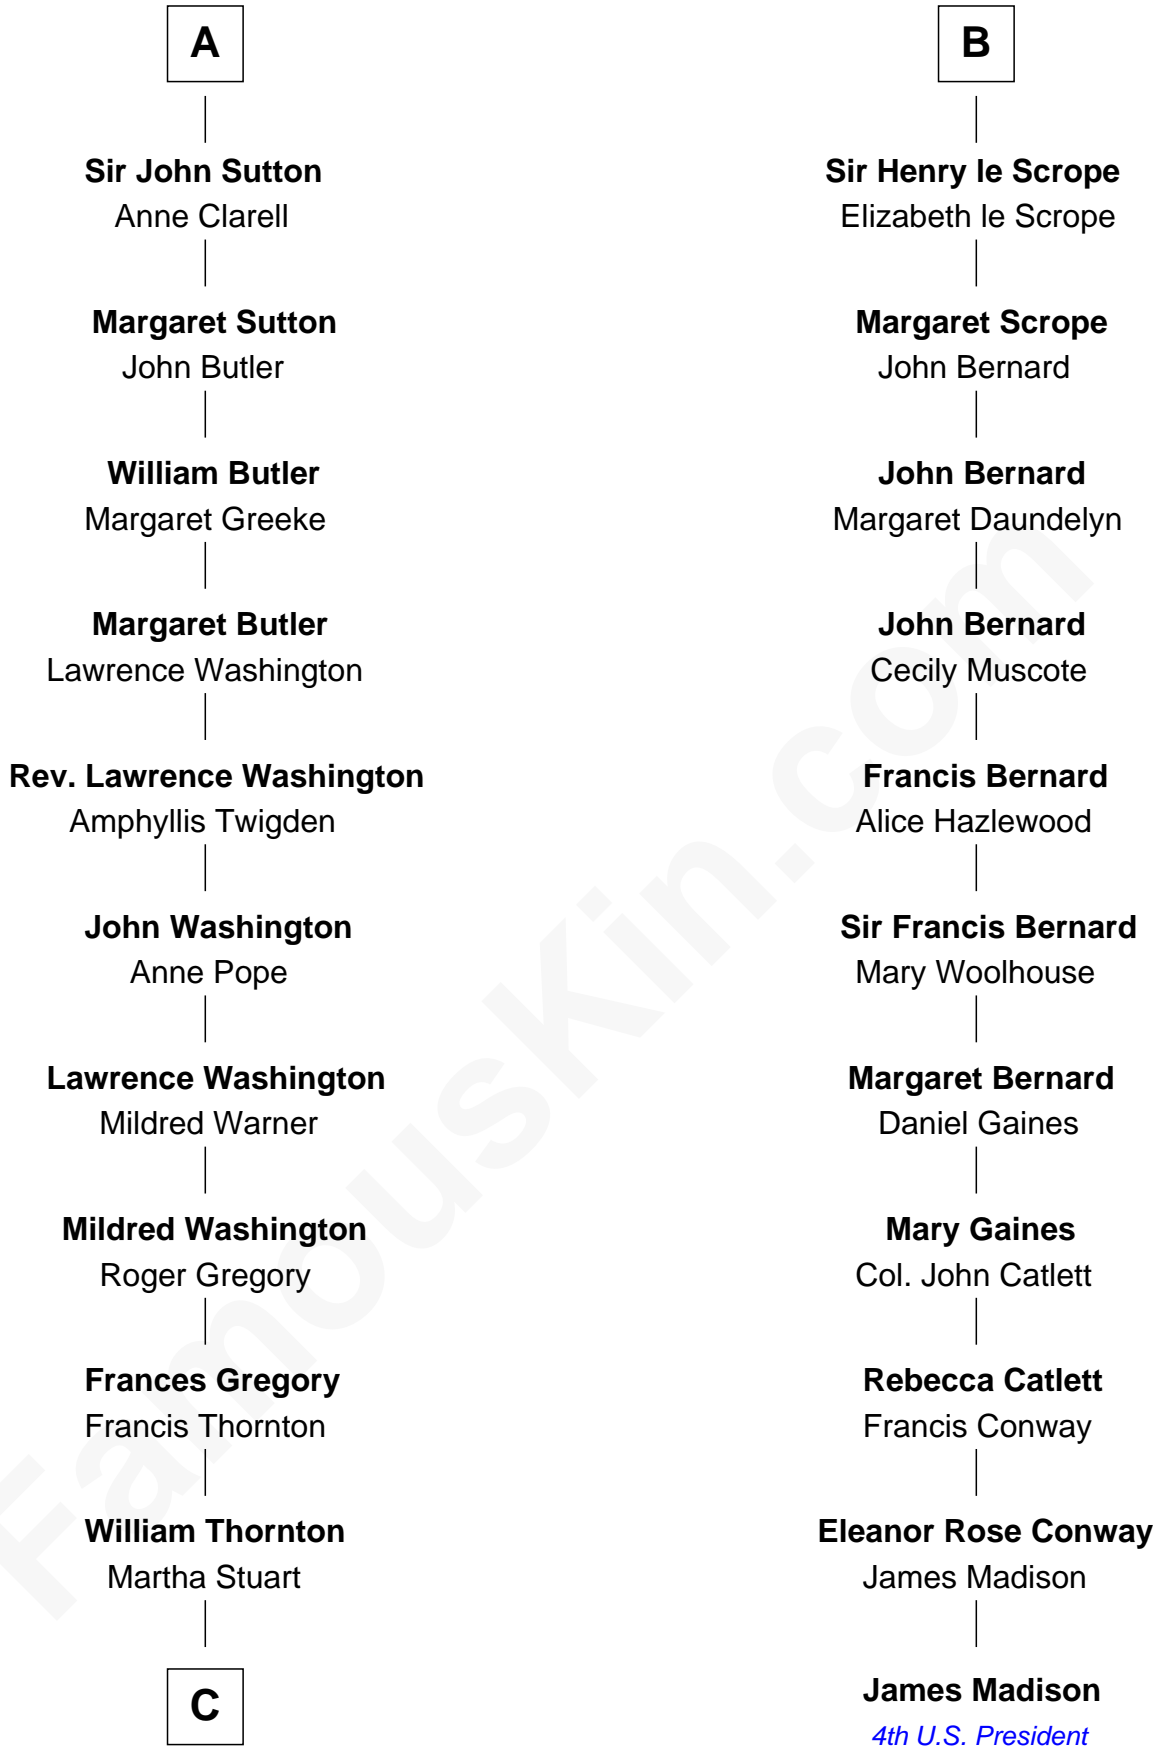 A
Sir John Sutton
Anne Clarell
Margaret Sutton
John Butler
William Butler
Margaret Greeke
Margaret Butler
Lawrence Washington
Rev. Lawrence Washington
Amphyllis Twigden
John Washington
Anne Pope
Lawrence Washington
Mildred Warner
Mildred Washington
Roger Gregory
Frances Gregory
Francis Thornton
William Thornton
Martha Stuart
C
B
Sir Henry le Scrope
Elizabeth le Scrope
Margaret Scrope
John Bernard
John Bernard
Margaret Daundelyn
John Bernard
Cecily Muscote
Francis Bernard
Alice Hazlewood
Sir Francis Bernard
Mary Woolhouse
Margaret Bernard
Daniel Gaines
Mary Gaines
Col. John Catlett
Rebecca Catlett
Francis Conway
Eleanor Rose Conway
James Madison
James Madison
4th U.S. President
FamousKin.com